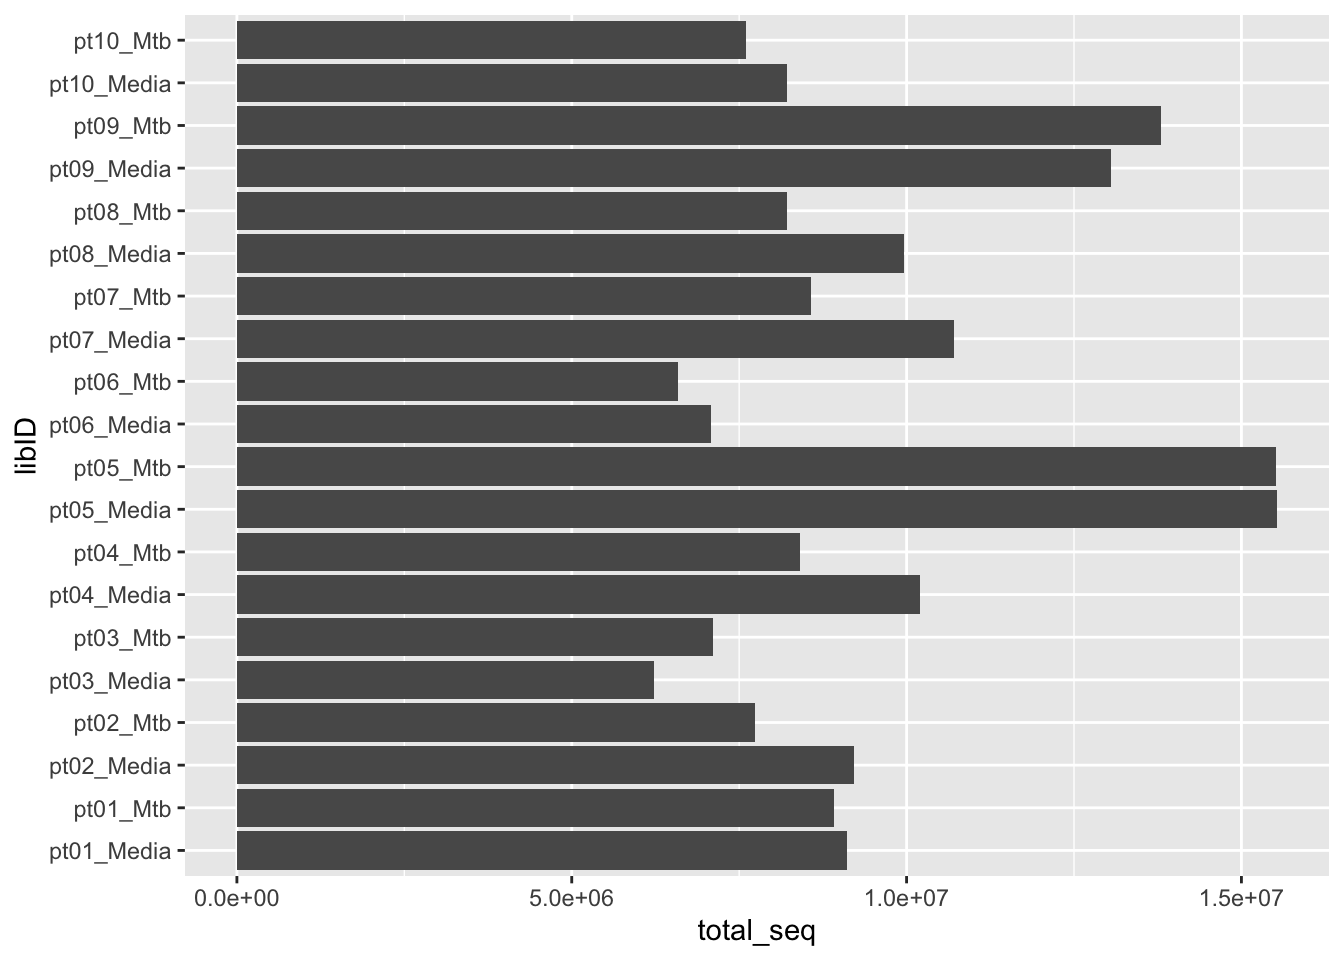 pt10_Mtb
pt10_Media
pt09_Mtb
pt09_Media
pt08_Mtb
pt08_Media
pt07_Mtb
pt07_Media
pt06_Mtb
pt06_Media
pt05_Mtb
pt05_Media
pt04_Mtb
pt04_Media
pt03_Mtb
pt03_Media
pt02_Mtb
pt02_Media
pt01_Mtb
pt01_Media
libID
0.0e+00 5.0e+06 1.0e+07 1.5e+07
total_seq